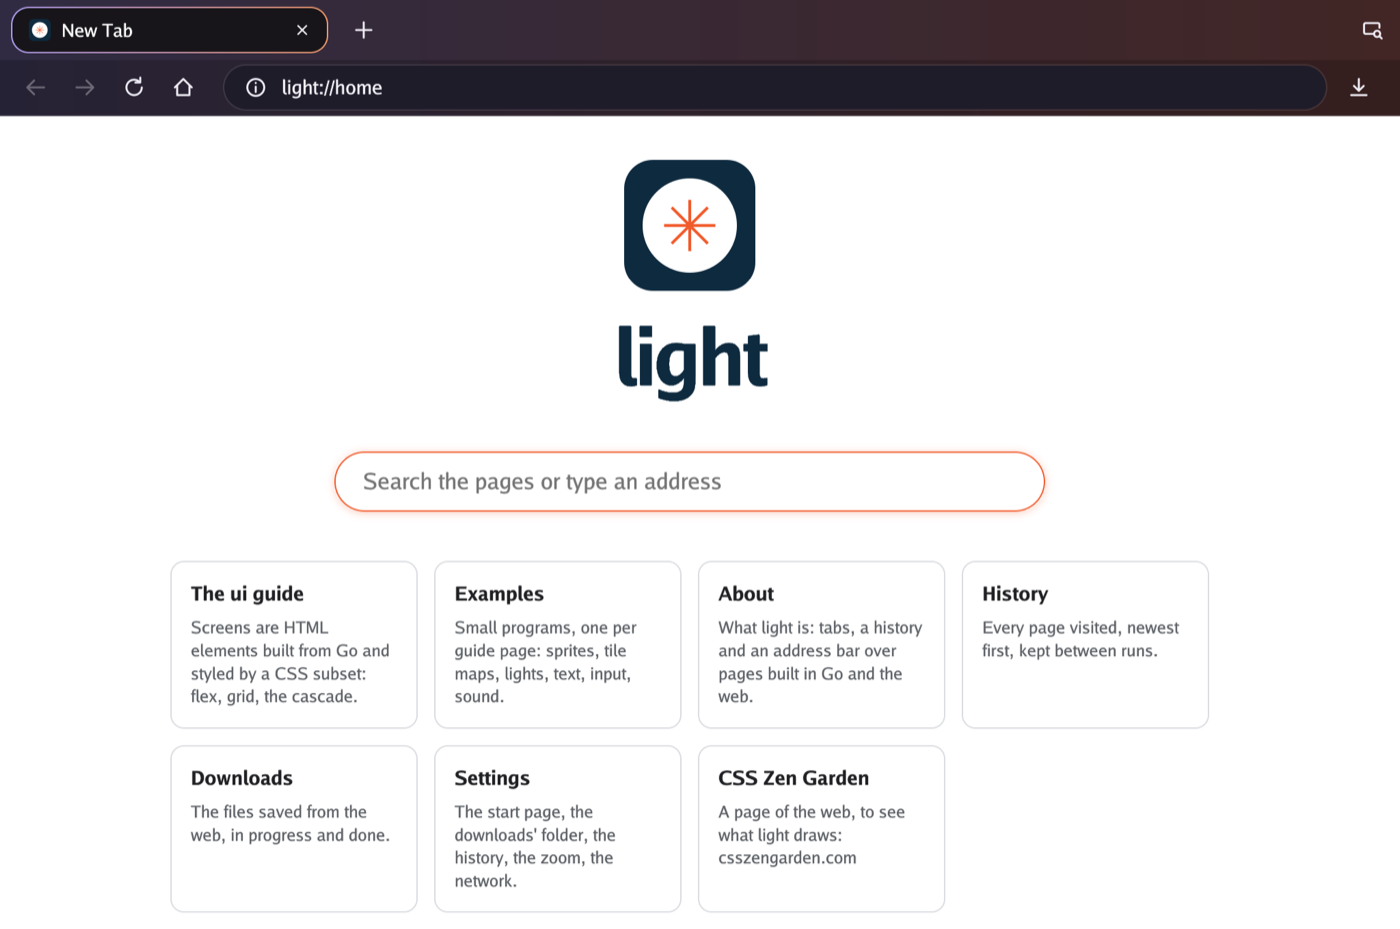 New Tab
light://home
light
Search the pages or type an address
The ui guide
Screens are HTML
elements built from Go and
styled by a CSS subset:
flex, grid, the cascade.
Examples
Small programs, one per
guide page: sprites, tile
maps, lights, text, input,
sound.
About
What light is: tabs, a history
and an address bar over
pages built in Go and the
web.
History
Every page visited, newest
first, kept between runs.
Downloads
The files saved from the
web, in progress and done.
Settings
The start page, the
downloads' folder, the
history, the zoom, the
network.
CSS Zen Garden
A page of the web, to see
what light draws:
csszengarden.com